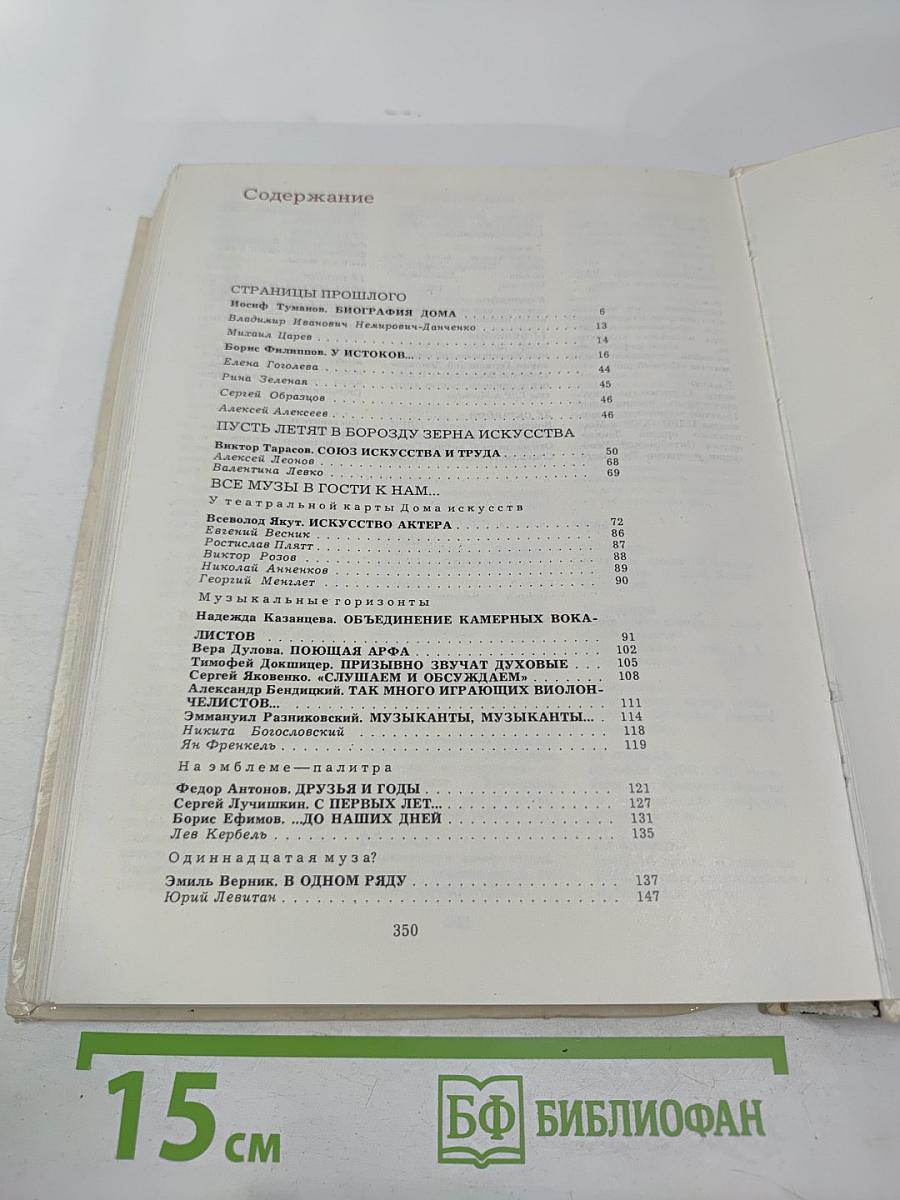 Содержание
СТРАНИЦЫ ПРОШЛОГО
Иосиф Туманов. БИОГРАФИЯ ДОМА . . . . . . . . . . . . . 6
Владимир Иванович Немирович-Данченко . . . . . . . . . . . 13
Михаил Царев . . . . . . . . . . . . . . . . . . . . . . . . . . 14
Борис Филиппов. У ИСТОКОВ... . . . . . . . . . . . . . . . . . 16
Елена Гоголева . . . . . . . . . . . . . . . . . . . . . . . . . 44
Рина Зеленая . . . . . . . . . . . . . . . . . . . . . . . . . . 45
Сергей Образцов . . . . . . . . . . . . . . . . . . . . . . . . 46
Алексей Алексеев . . . . . . . . . . . . . . . . . . . . . . . . 46
ПУСТЬ ЛЕТЯТ В БОРОЗДУ ЗЕРНА ИСКУССТВА
Виктор Тарасов. СОЮЗ ИСКУССТВА И ТРУДА . . . . . . . . . 50
Алексей Леонов . . . . . . . . . . . . . . . . . . . . . . . . . 68
Валентина Левко . . . . . . . . . . . . . . . . . . . . . . . . 69
ВСЕ МУЗЫ В ГОСТИ К НАМ...
У театральной карты Дома искусств
Всеволод Якут. ИСКУССТВО АКТЕРА . . . . . . . . . . . . . . 72
Евгений Весник . . . . . . . . . . . . . . . . . . . . . . . . . 86
Ростислав Плятт . . . . . . . . . . . . . . . . . . . . . . . . 87
Виктор Розов . . . . . . . . . . . . . . . . . . . . . . . . . . 88
Николай Анненков . . . . . . . . . . . . . . . . . . . . . . . 89
Георгий Менглет . . . . . . . . . . . . . . . . . . . . . . . . 90
Музыкальные горизонты
Надежда Казанцева. ОБЪЕДИНЕНИЕ КАМЕРНЫХ ВОКА-
ЛИСТОВ . . . . . . . . . . . . . . . . . . . . . . . . . . . . 91
Вера Дулова. ПОЮЩАЯ АРФА . . . . . . . . . . . . . . . . . 102
Тимофей Докшицер. ПРИЗЫВНО ЗВУЧАТ ДУХОВЫЕ . . . 105
Сергей Яковенко. «СЛУШАЕМ И ОБСУЖДАЕМ» . . . . . . . 108
Александр Бендицкий. ТАК МНОГО ИГРАЮЩИХ ВИОЛОН-
ЧЕЛИСТОВ... . . . . . . . . . . . . . . . . . . . . . . . . . . 111
Эммануил Разниковский. МУЗЫКАНТЫ, МУЗЫКАНТЫ... . 114
Никита Богословский . . . . . . . . . . . . . . . . . . . . . 118
Ян Френкель . . . . . . . . . . . . . . . . . . . . . . . . . . 119
На эмблеме — палитра
Федор Антонов. ДРУЗЬЯ И ГОДЫ . . . . . . . . . . . . . . . 121
Сергей Лучишкин. С ПЕРВЫХ ЛЕТ... . . . . . . . . . . . . . 127
Борис Ефимов. ...ДО НАШИХ ДНЕЙ . . . . . . . . . . . . . . 131
Лев Кербель . . . . . . . . . . . . . . . . . . . . . . . . . . 135
Одиннадцатая муза?
Эмиль Верник. В ОДНОМ РЯДУ . . . . . . . . . . . . . . . . 137
Юрий Левитан . . . . . . . . . . . . . . . . . . . . . . . . . 147
350
15 см
БФ БИБЛИОФАН